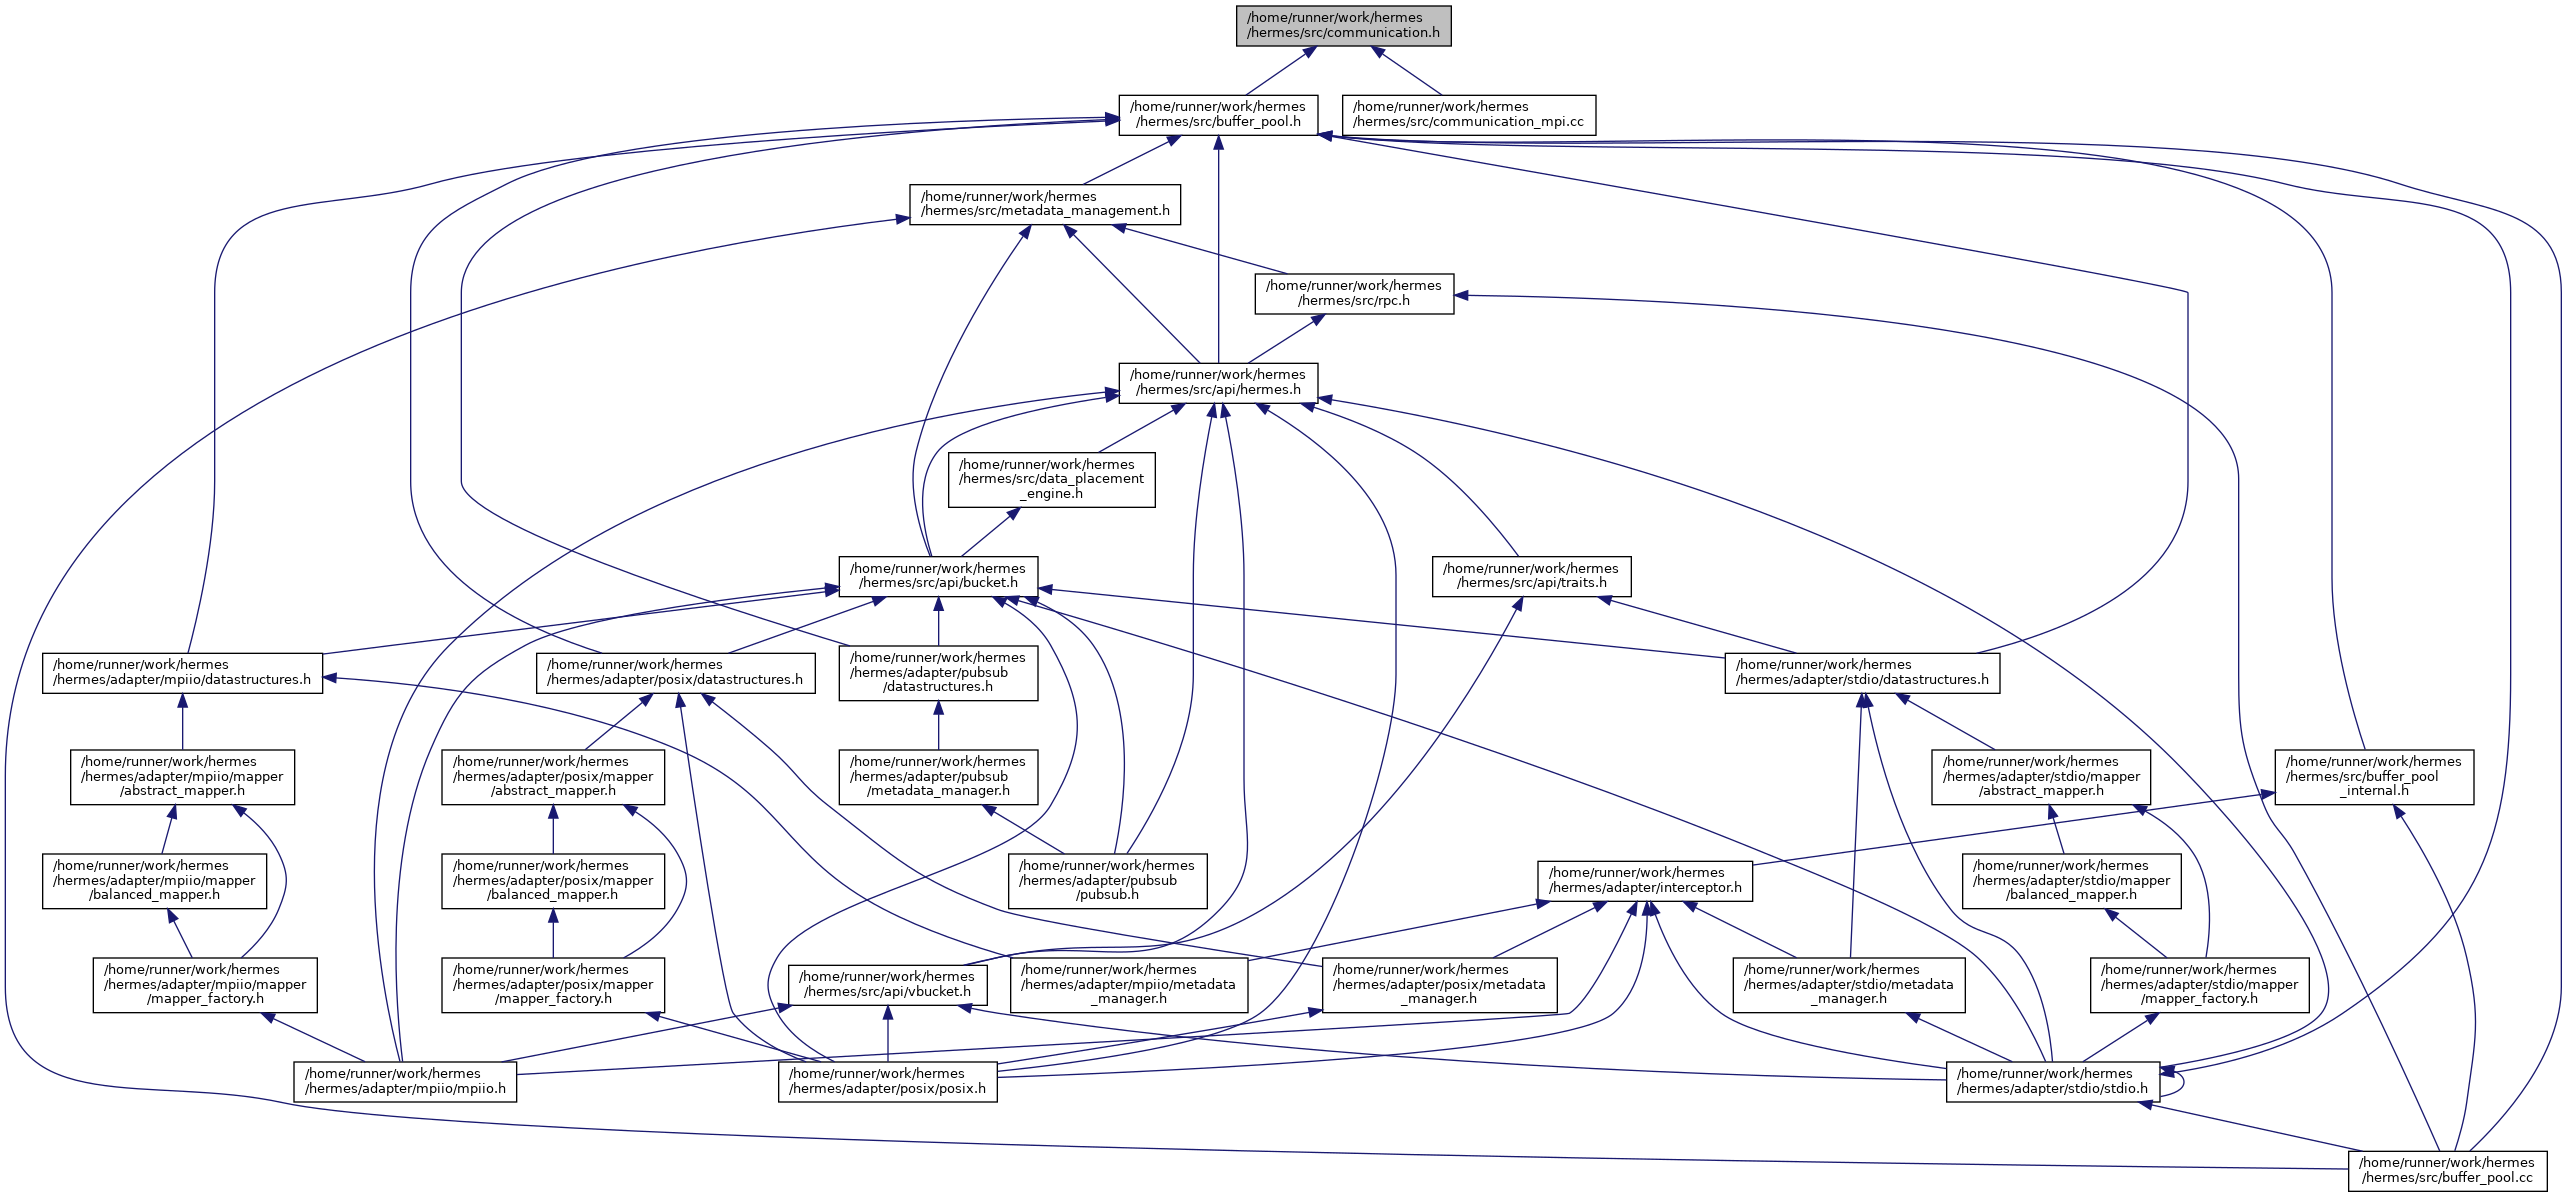 /home/runner/work/hermes
/hermes/src/communication.h
/home/runner/work/hermes
/hermes/src/buffer_pool.h
/home/runner/work/hermes
/hermes/src/communication_mpi.cc
/home/runner/work/hermes
/hermes/src/metadata_management.h
/home/runner/work/hermes
/hermes/src/rpc.h
/home/runner/work/hermes
/hermes/src/api/hermes.h
/home/runner/work/hermes
/hermes/src/data_placement
_engine.h
/home/runner/work/hermes
/hermes/src/api/bucket.h
/home/runner/work/hermes
/hermes/src/api/traits.h
/home/runner/work/hermes
/hermes/adapter/mpiio/datastructures.h
/home/runner/work/hermes
/hermes/adapter/posix/datastructures.h
/home/runner/work/hermes
/hermes/adapter/pubsub
/datastructures.h
/home/runner/work/hermes
/hermes/adapter/stdio/datastructures.h
/home/runner/work/hermes
/hermes/adapter/mpiio/mapper
/abstract_mapper.h
/home/runner/work/hermes
/hermes/adapter/posix/mapper
/abstract_mapper.h
/home/runner/work/hermes
/hermes/adapter/pubsub
/metadata_manager.h
/home/runner/work/hermes
/hermes/adapter/stdio/mapper
/abstract_mapper.h
/home/runner/work/hermes
/hermes/src/buffer_pool
_internal.h
/home/runner/work/hermes
/hermes/adapter/mpiio/mapper
/balanced_mapper.h
/home/runner/work/hermes
/hermes/adapter/posix/mapper
/balanced_mapper.h
/home/runner/work/hermes
/hermes/adapter/pubsub
/pubsub.h
/home/runner/work/hermes
/hermes/adapter/interceptor.h
/home/runner/work/hermes
/hermes/adapter/stdio/mapper
/balanced_mapper.h
/home/runner/work/hermes
/hermes/adapter/mpiio/mapper
/mapper_factory.h
/home/runner/work/hermes
/hermes/adapter/posix/mapper
/mapper_factory.h
/home/runner/work/hermes
/hermes/src/api/vbucket.h
/home/runner/work/hermes
/hermes/adapter/mpiio/metadata
_manager.h
/home/runner/work/hermes
/hermes/adapter/posix/metadata
_manager.h
/home/runner/work/hermes
/hermes/adapter/stdio/metadata
_manager.h
/home/runner/work/hermes
/hermes/adapter/stdio/mapper
/mapper_factory.h
/home/runner/work/hermes
/hermes/adapter/mpiio/mpiio.h
/home/runner/work/hermes
/hermes/adapter/posix/posix.h
/home/runner/work/hermes
/hermes/adapter/stdio/stdio.h
/home/runner/work/hermes
/hermes/src/buffer_pool.cc